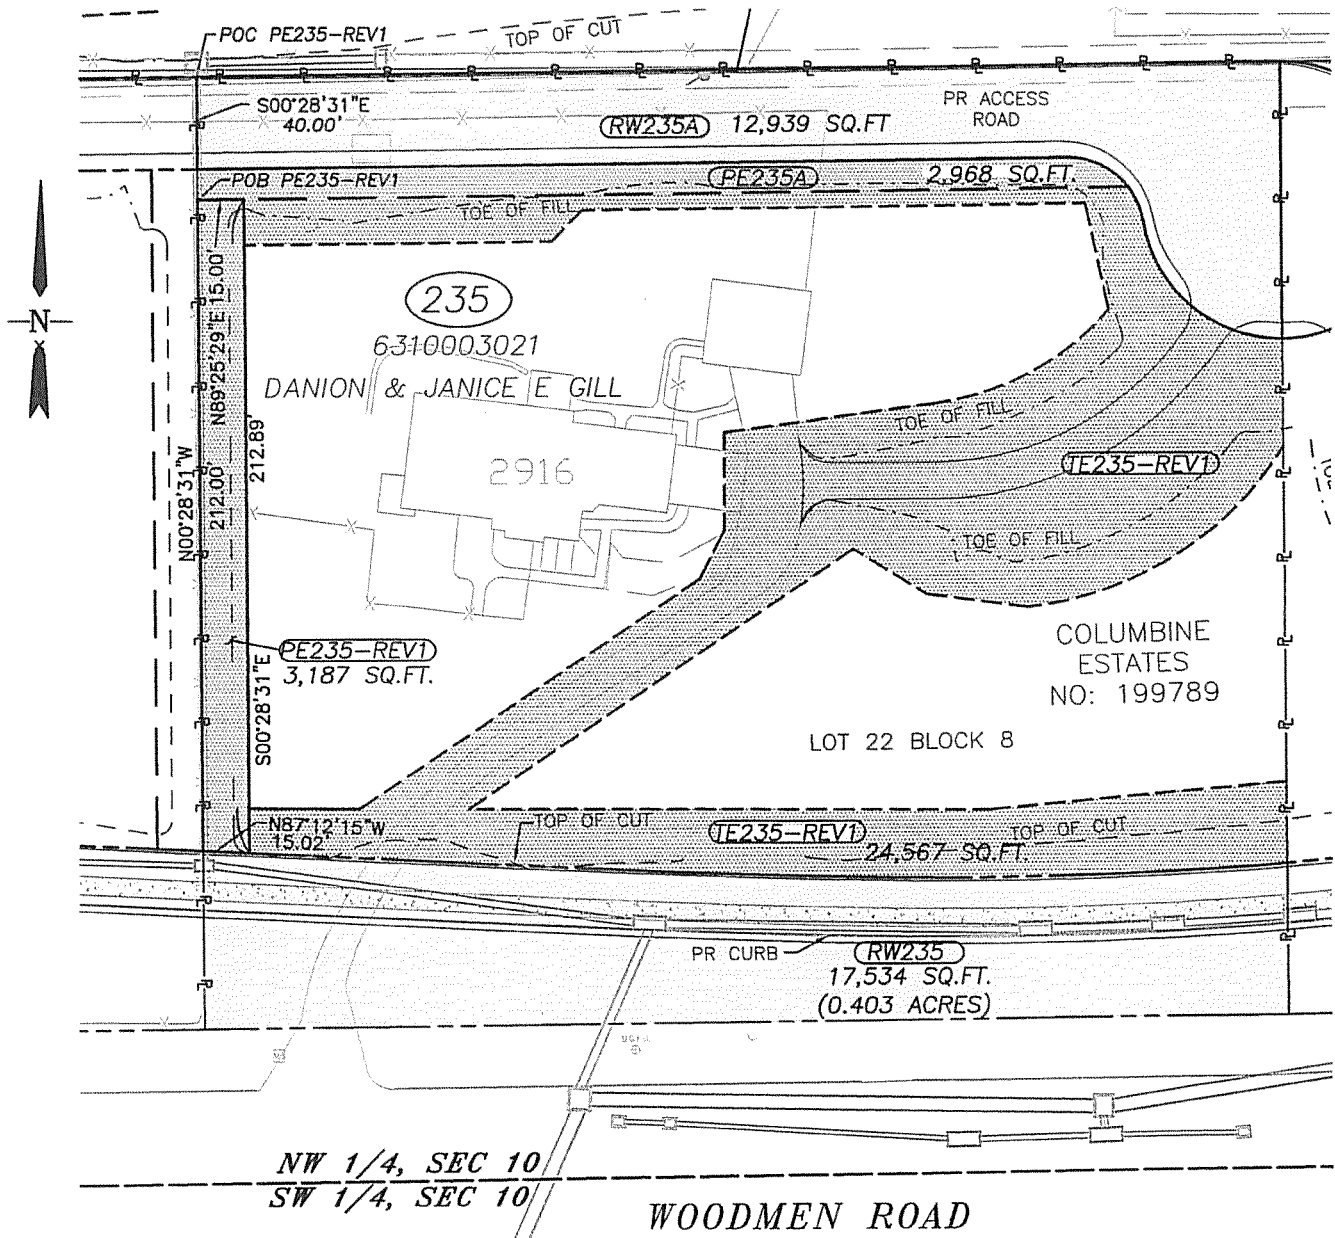 POC PE235-REV1
TOP OF CUT
S00°28'31"E
40.00'
RW235A 12,939 SQ.FT
PR ACCESS
ROAD
POB PE235-REV1
PE235A 2,968 SQ.FT.
TOE OF FILL
N
235
6310003021
DANION & JANICE E GILL
N89°25'29"E 15.00'
212.89'
N00°28'31"W
212.00'
2916
TOE OF FILL
TE235-REV1
TOE OF FILL
PE235-REV1
3,187 SQ.FT.
S00°28'31"E
COLUMBINE
ESTATES
NO: 199789
LOT 22 BLOCK 8
N87°12'15"W
15.02'
TOP OF CUT
TE235-REV1
24,567 SQ.FT.
TOP OF CUT
PR CURB
RW235
17,534 SQ.FT.
(0.403 ACRES)
NW 1/4, SEC 10
SW 1/4, SEC 10
WOODMEN ROAD